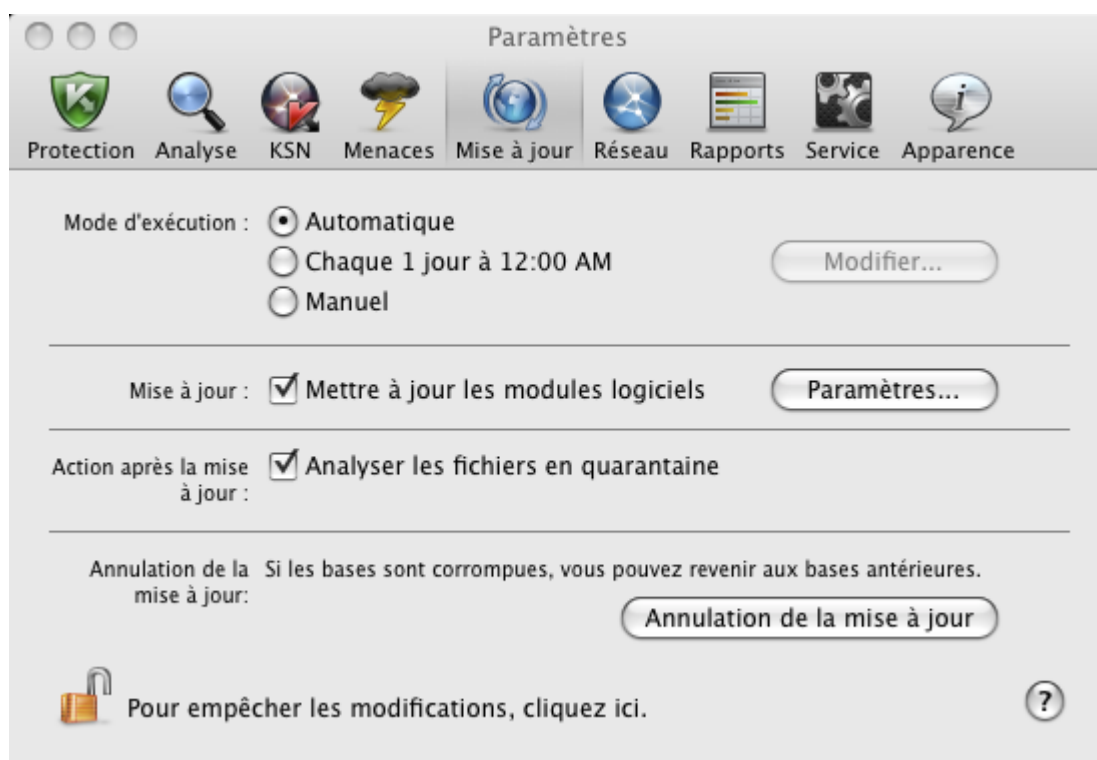 Paramètres
Protection Analyse KSN Menaces Mise à jour Réseau Rapports Service Apparence
Mode d'exécution : Automatique
Chaque 1 jour à 12:00 AM Modifier...
Manuel
Mise à jour : Mettre à jour les modules logiciels Paramètres...
Action après la mise à jour : Analyser les fichiers en quarantaine
Annulation de la mise à jour: Si les bases sont corrompues, vous pouvez revenir aux bases antérieures.
Annulation de la mise à jour
Pour empêcher les modifications, cliquez ici. ?